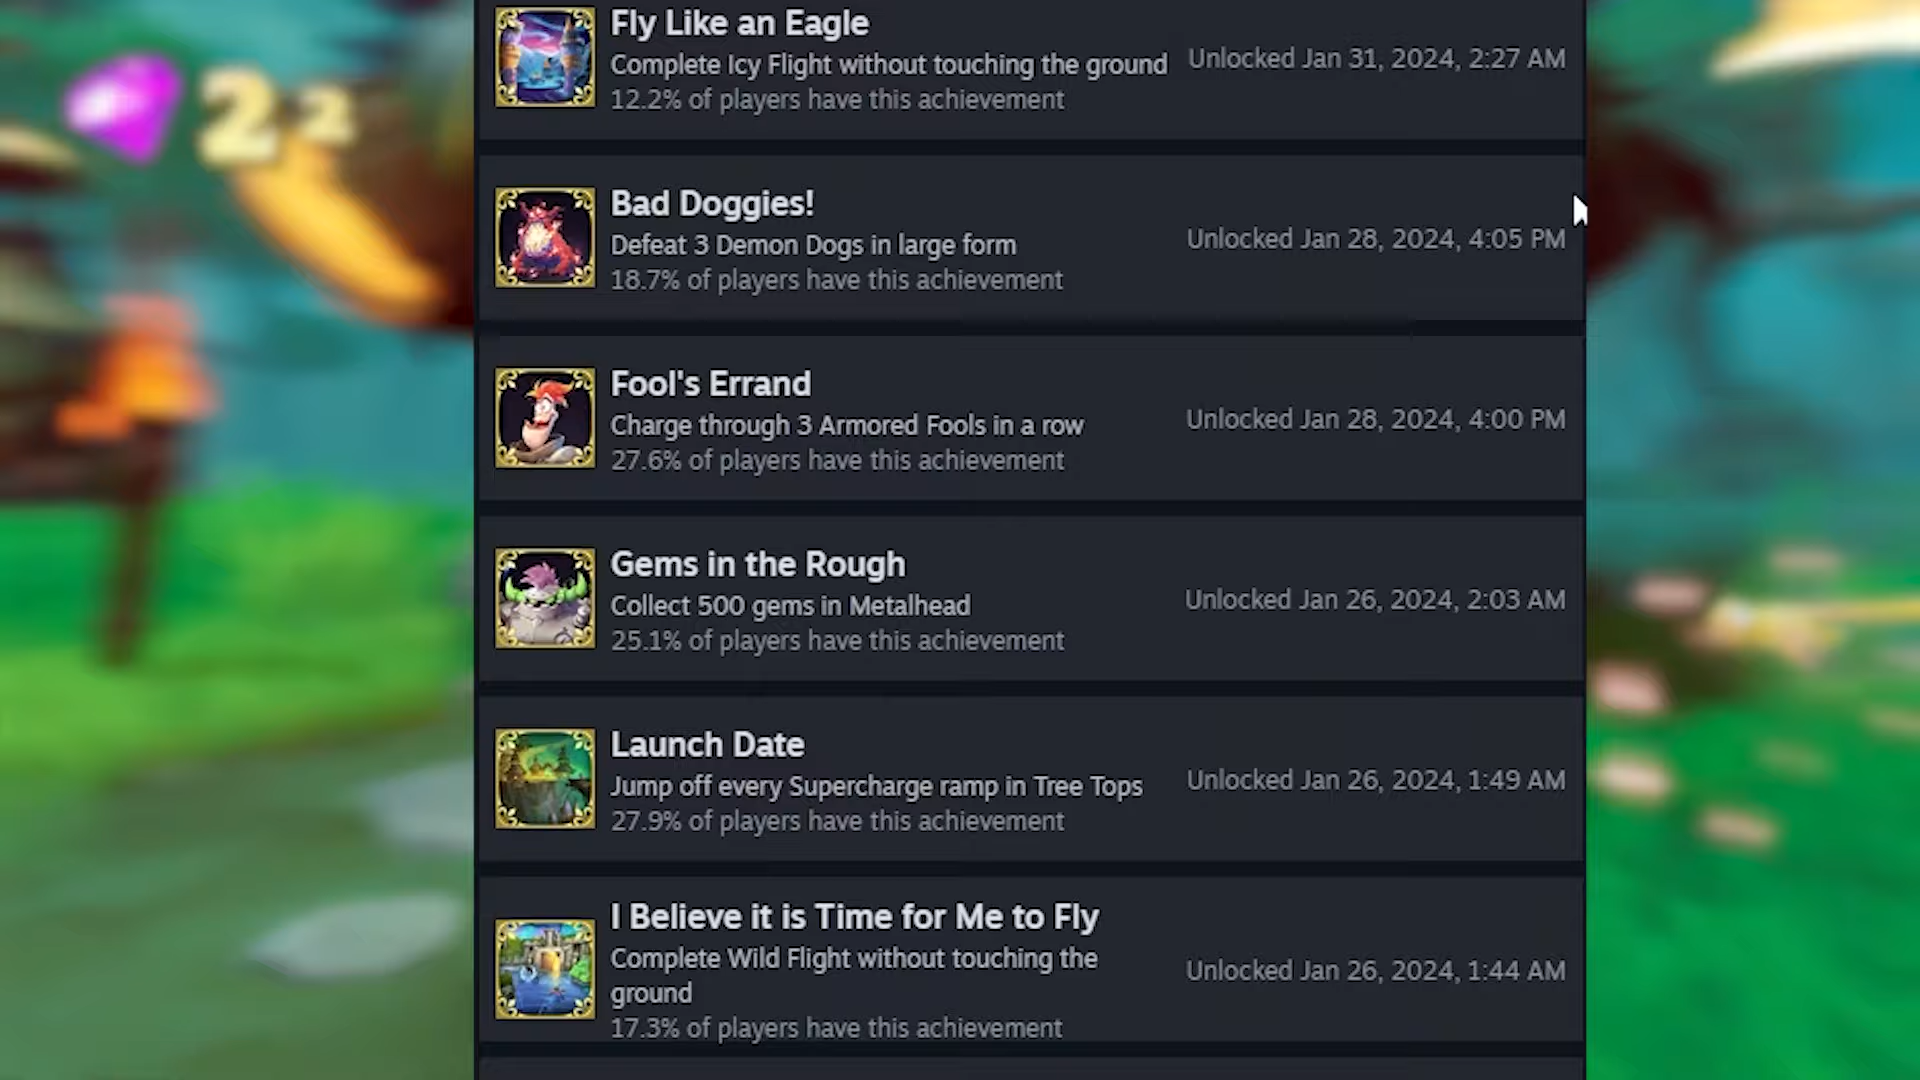 2 2
Fly Like an Eagle
Complete Icy Flight without touching the ground
12.2% of players have this achievement
Unlocked Jan 31, 2024, 2:27 AM
Bad Doggies!
Defeat 3 Demon Dogs in large form
18.7% of players have this achievement
Unlocked Jan 28, 2024, 4:05 PM
Fool's Errand
Charge through 3 Armored Fools in a row
27.6% of players have this achievement
Unlocked Jan 28, 2024, 4:00 PM
Gems in the Rough
Collect 500 gems in Metalhead
25.1% of players have this achievement
Unlocked Jan 26, 2024, 2:03 AM
Launch Date
Jump off every Supercharge ramp in Tree Tops
27.9% of players have this achievement
Unlocked Jan 26, 2024, 1:49 AM
I Believe it is Time for Me to Fly
Complete Wild Flight without touching the
ground
17.3% of players have this achievement
Unlocked Jan 26, 2024, 1:44 AM